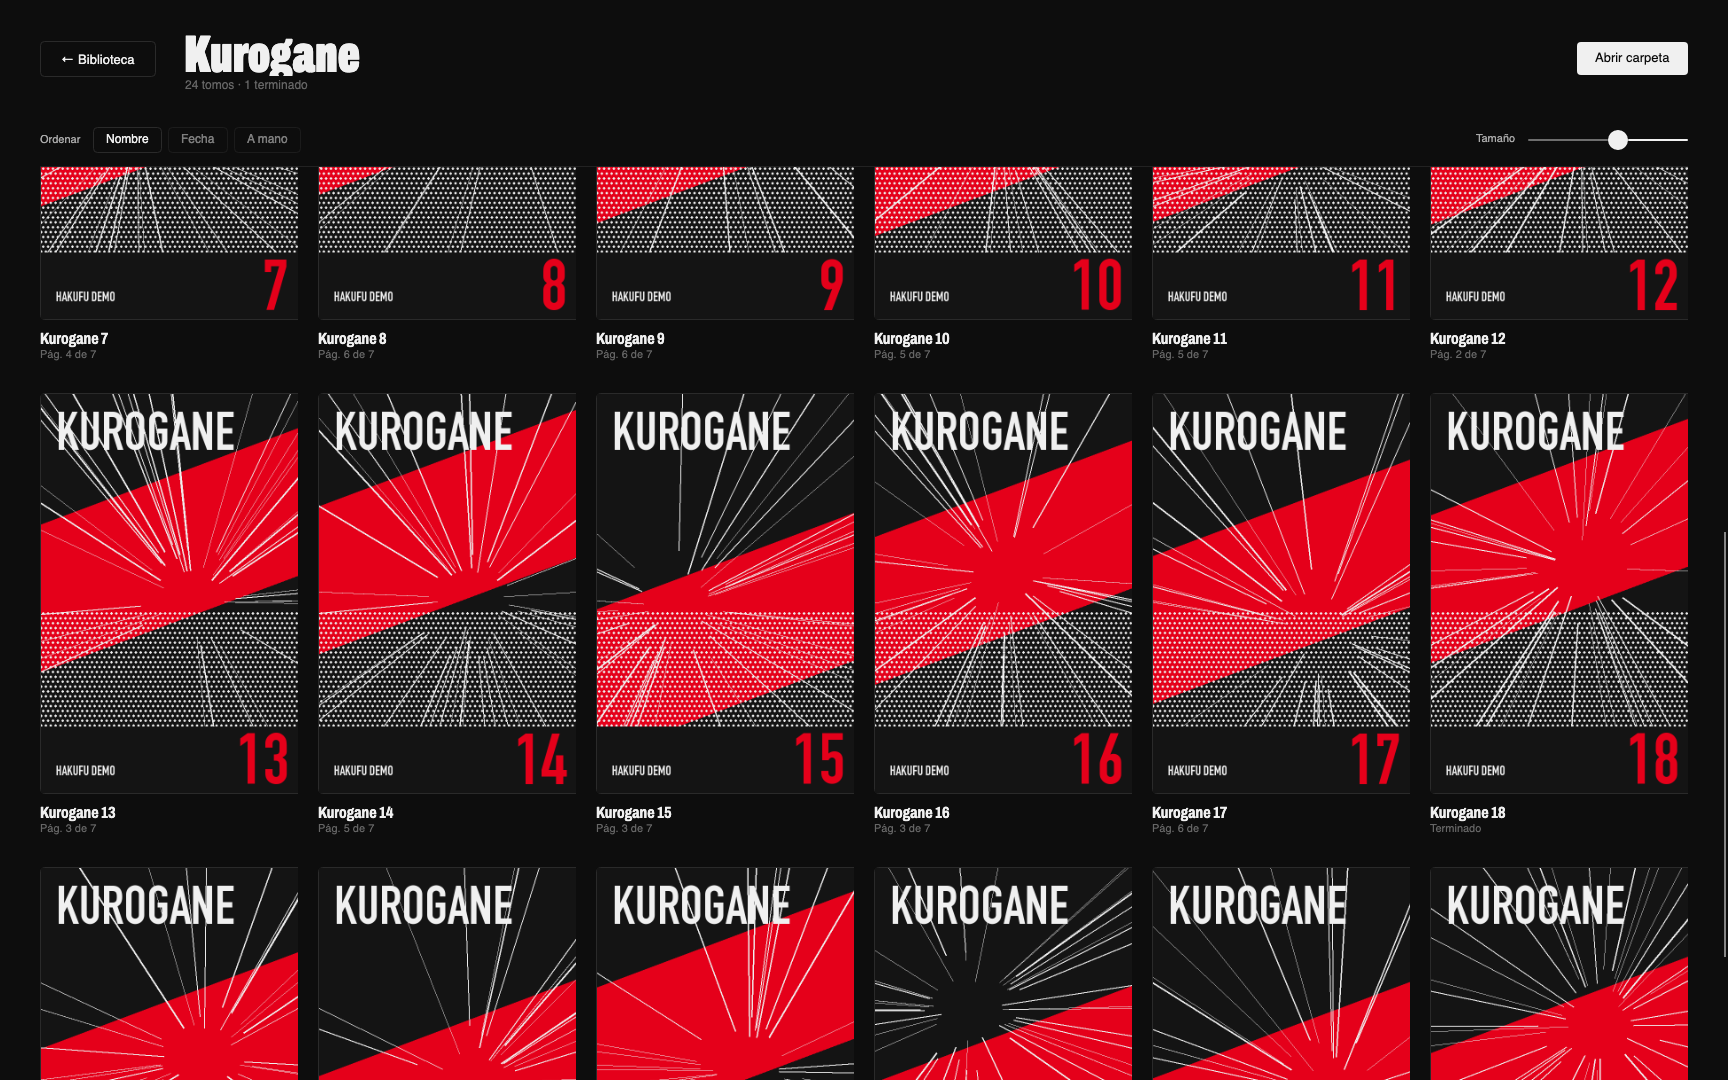 ← Biblioteca
Kurogane
24 tomos · 1 terminado
Abrir carpeta
Ordenar
Nombre
Fecha
A mano
Tamaño
HAKUFU DEMO
7
HAKUFU DEMO
8
HAKUFU DEMO
9
HAKUFU DEMO
10
HAKUFU DEMO
11
HAKUFU DEMO
12
Kurogane 7
Pág. 4 de 7
Kurogane 8
Pág. 6 de 7
Kurogane 9
Pág. 6 de 7
Kurogane 10
Pág. 5 de 7
Kurogane 11
Pág. 5 de 7
Kurogane 12
Pág. 2 de 7
KUROGANE
HAKUFU DEMO
13
Kurogane 13
Pág. 3 de 7
KUROGANE
HAKUFU DEMO
14
Kurogane 14
Pág. 5 de 7
KUROGANE
HAKUFU DEMO
15
Kurogane 15
Pág. 3 de 7
KUROGANE
HAKUFU DEMO
16
Kurogane 16
Pág. 3 de 7
KUROGANE
HAKUFU DEMO
17
Kurogane 17
Pág. 6 de 7
KUROGANE
HAKUFU DEMO
18
Kurogane 18
Terminado
KUROGANE
KUROGANE
KUROGANE
KUROGANE
KUROGANE
KUROGANE